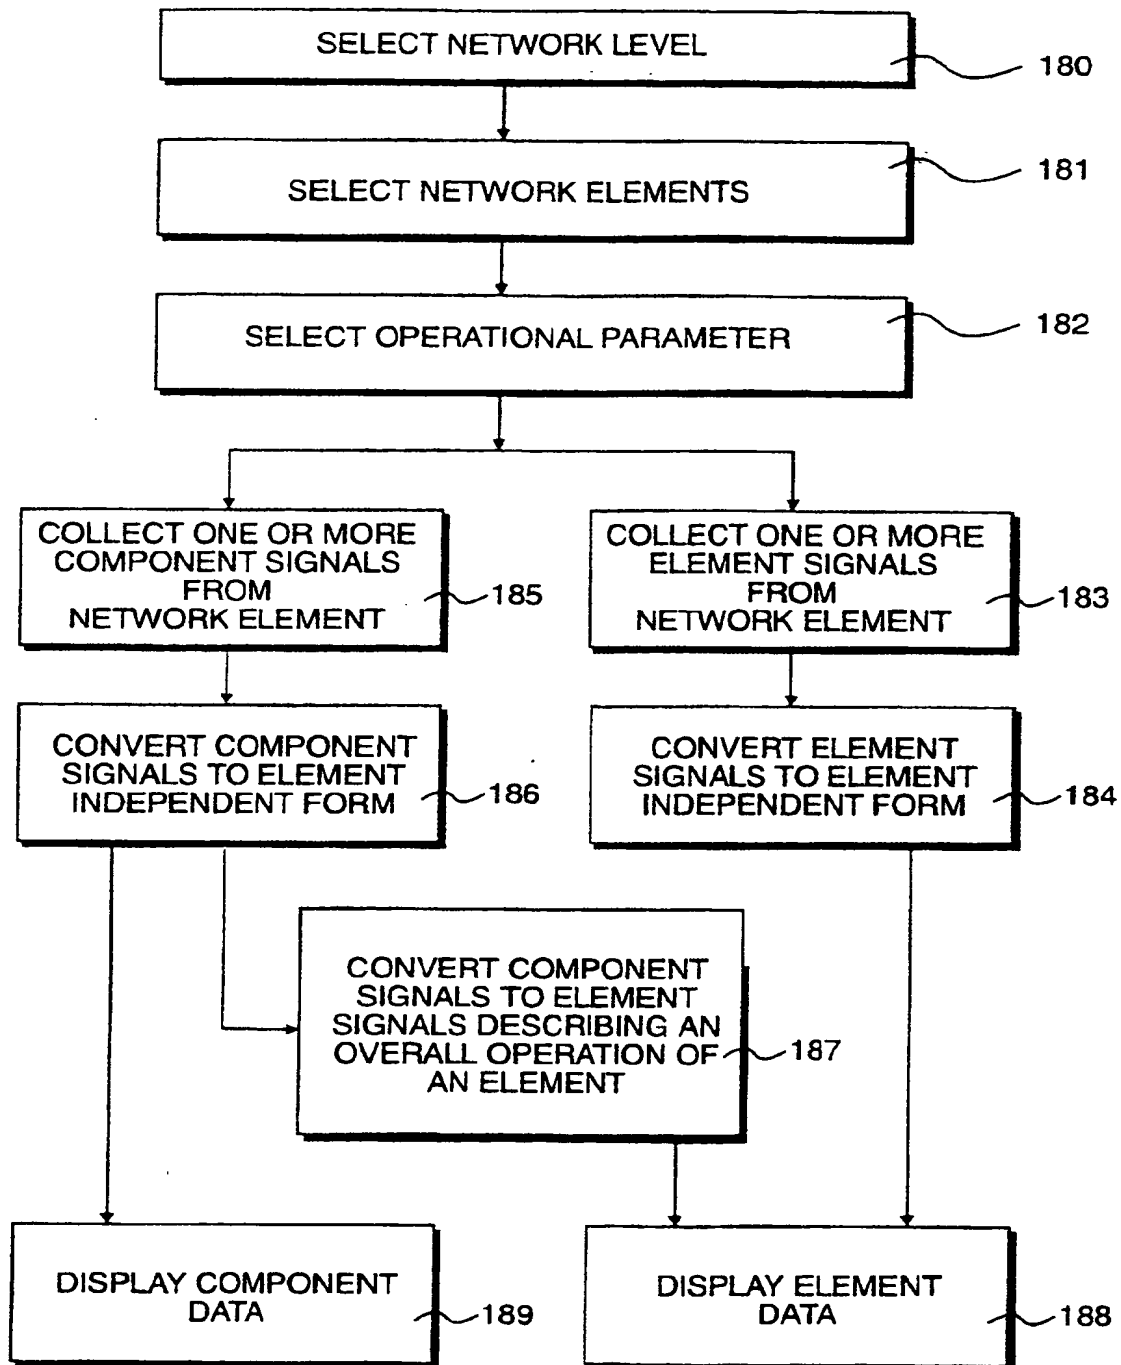 SELECT NETWORK LEVEL
180
SELECT NETWORK ELEMENTS
181
SELECT OPERATIONAL PARAMETER
182
COLLECT ONE OR MORE
COMPONENT SIGNALS
FROM
NETWORK ELEMENT
185
COLLECT ONE OR MORE
ELEMENT SIGNALS
FROM
NETWORK ELEMENT
183
CONVERT COMPONENT
SIGNALS TO ELEMENT
INDEPENDENT FORM
186
CONVERT ELEMENT
SIGNALS TO ELEMENT
INDEPENDENT FORM
184
CONVERT COMPONENT
SIGNALS TO ELEMENT
SIGNALS DESCRIBING AN
OVERALL OPERATION OF
AN ELEMENT
187
DISPLAY COMPONENT
DATA
189
DISPLAY ELEMENT
DATA
188